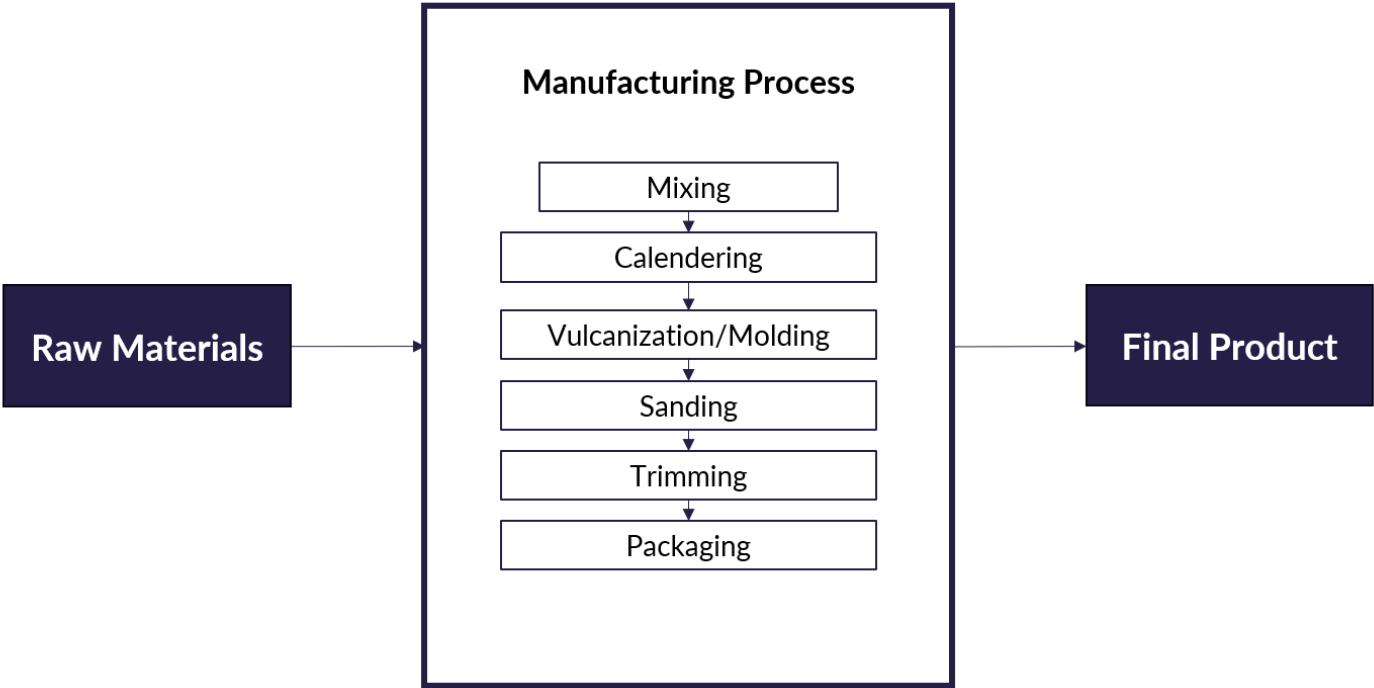 Manufacturing Process
Mixing
Calendering
Vulcanization/Molding
Sanding
Trimming
Packaging
Raw Materials
Final Product